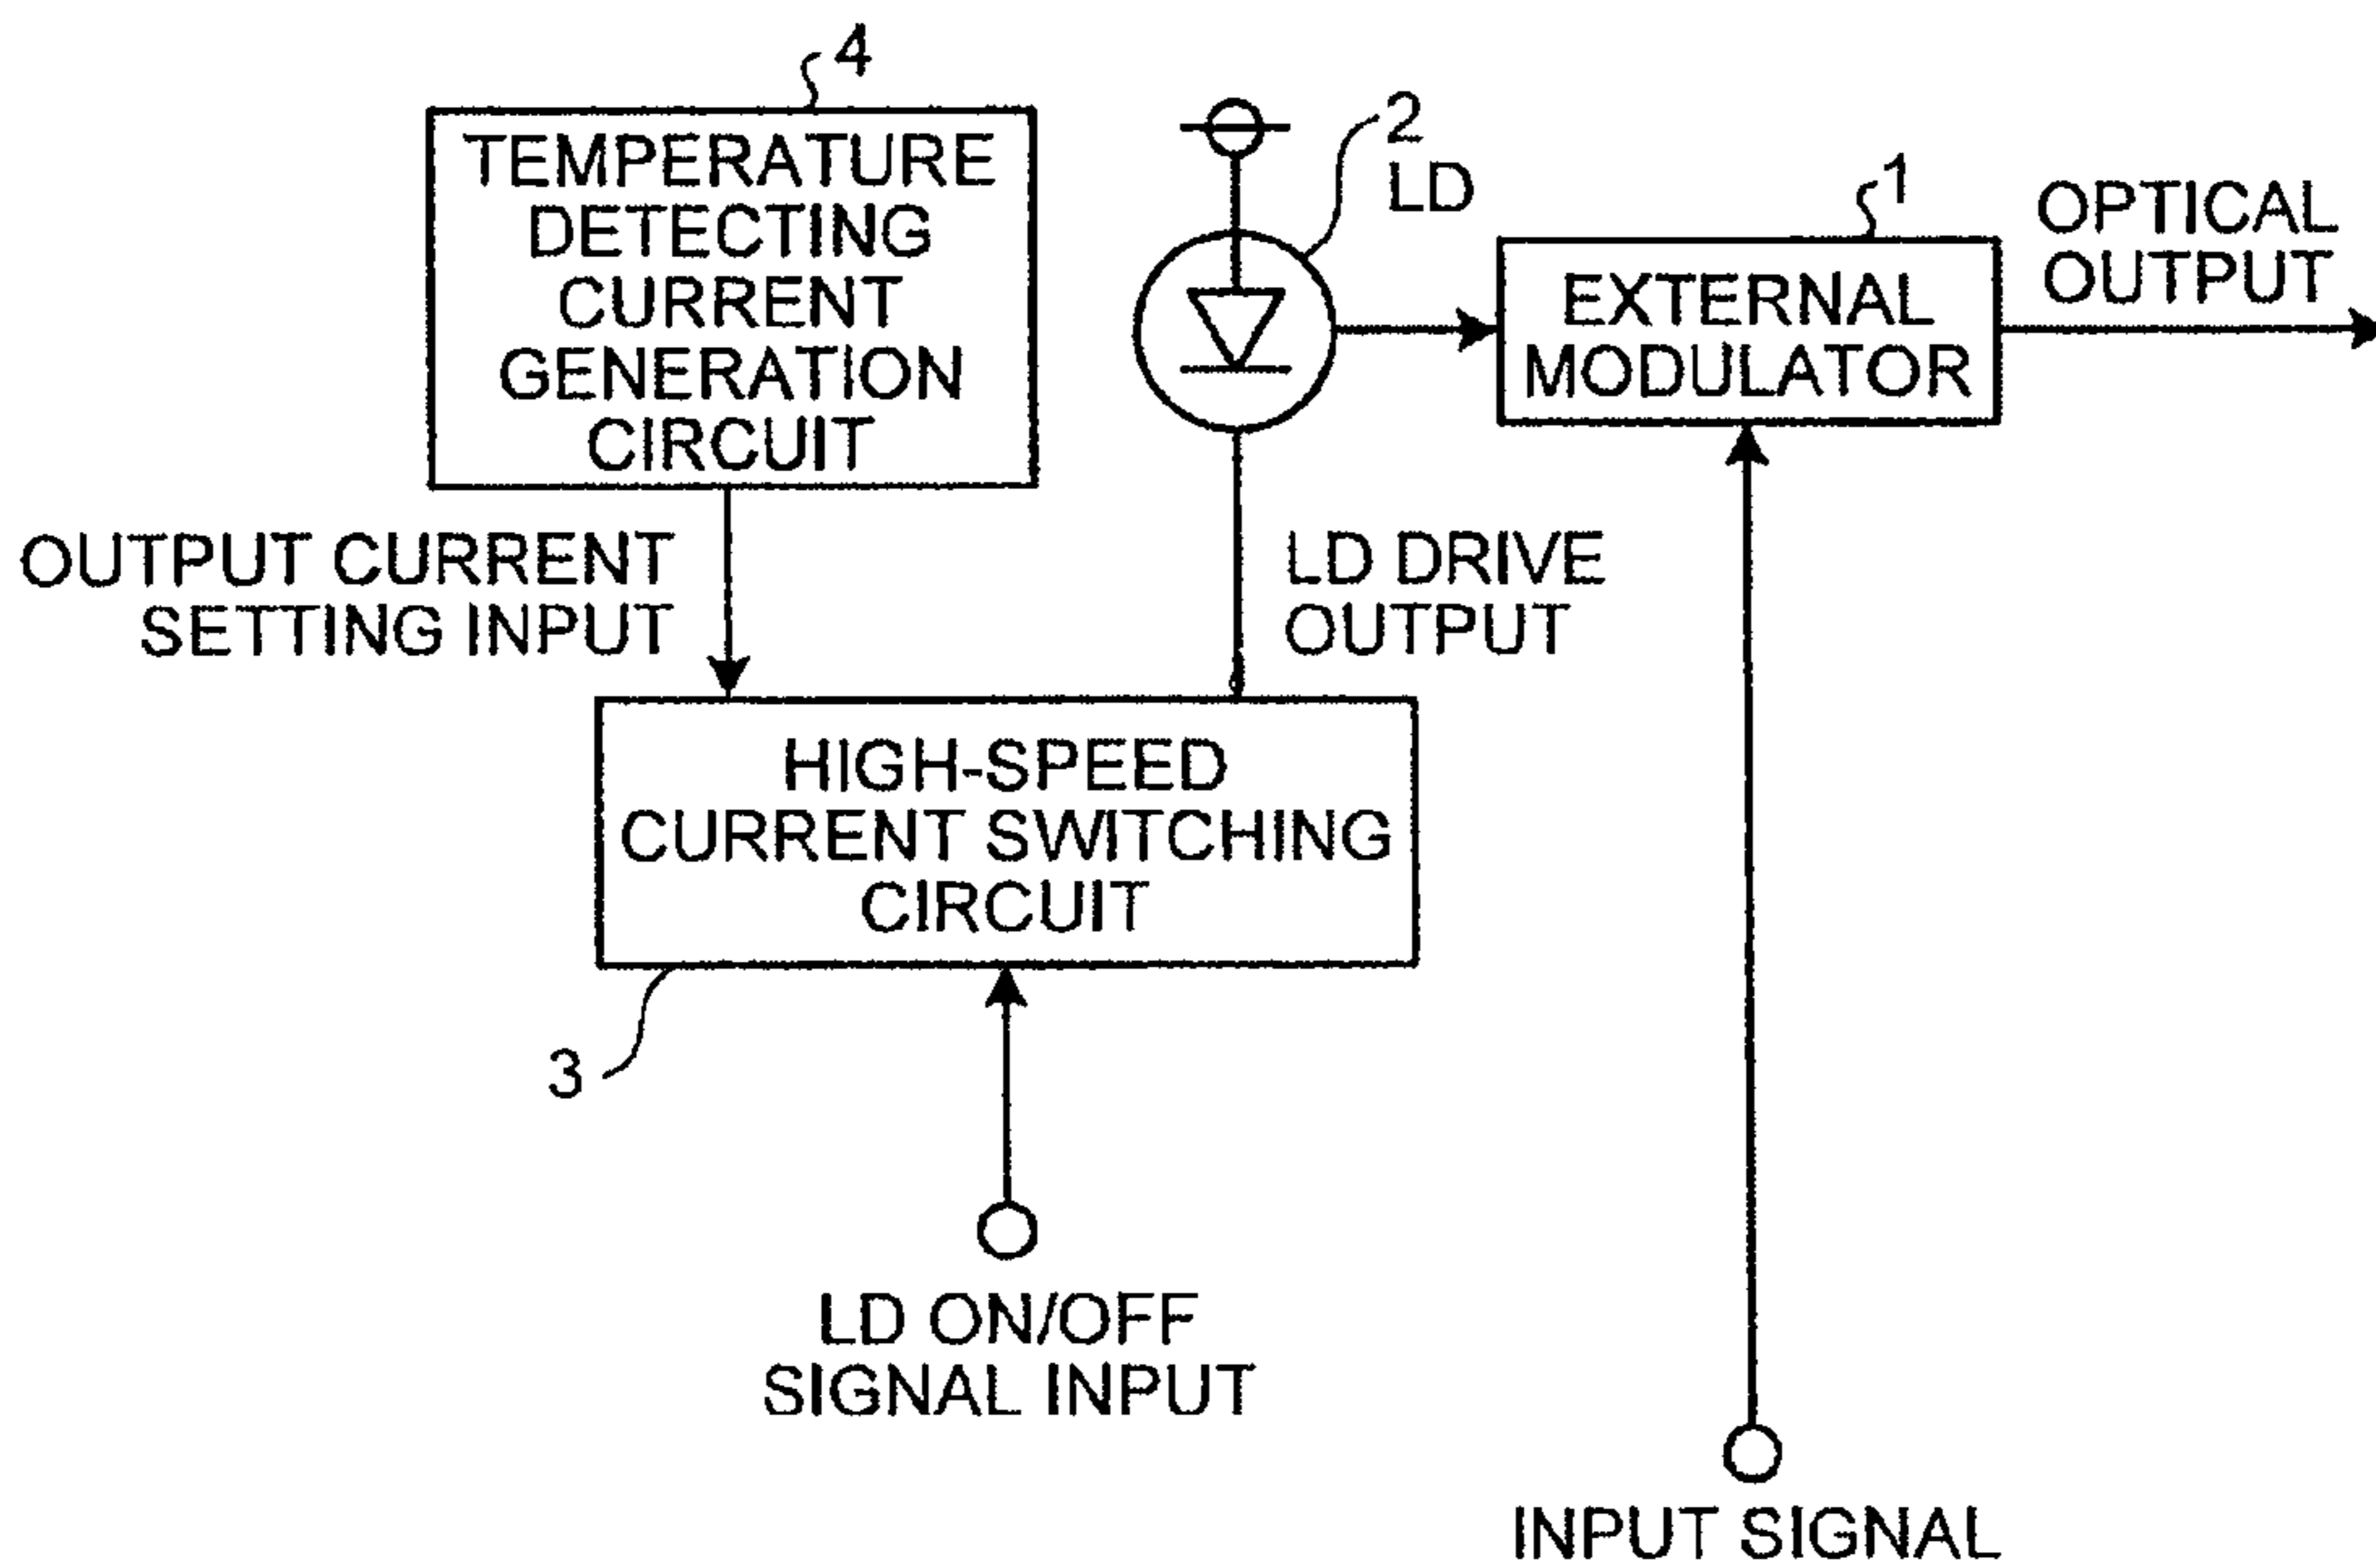 4
TEMPERATURE
DETECTING
CURRENT
GENERATION
CIRCUIT
2
LD
1
EXTERNAL
MODULATOR
OPTICAL
OUTPUT
OUTPUT CURRENT
SETTING INPUT
LD DRIVE
OUTPUT
HIGH-SPEED
CURRENT SWITCHING
CIRCUIT
3
LD ON/OFF
SIGNAL INPUT
INPUT SIGNAL